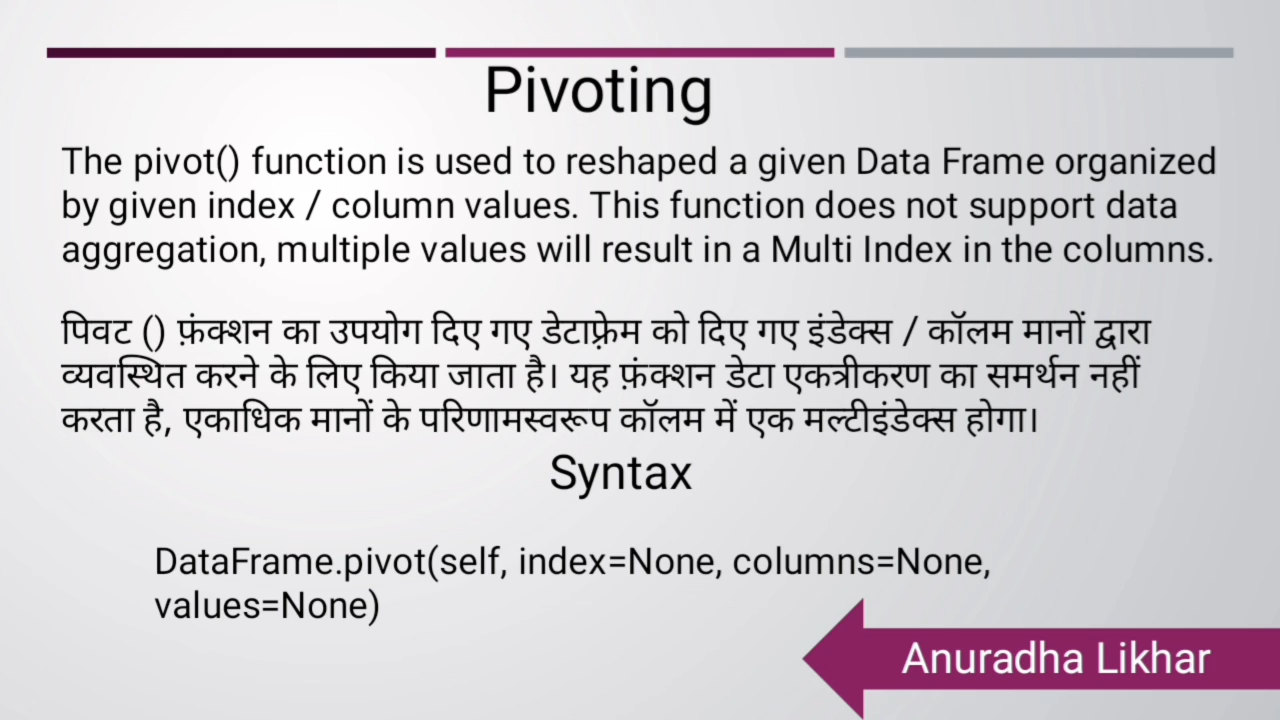 Pivoting
The pivot() function is used to reshaped a given Data Frame organized
by given index / column values. This function does not support data
aggregation, multiple values will result in a Multi Index in the columns.
पिवट () फ़ंक्शन का उपयोग दिए गए डेटाफ़्रेम को दिए गए इंडेक्स / कॉलम मानों द्वारा
व्यवस्थित करने के लिए किया जाता है। यह फ़ंक्शन डेटा एकत्रीकरण का समर्थन नहीं
करता है, एकाधिक मानों के परिणामस्वरूप कॉलम में एक मल्टीइंडेक्स होगा।
Syntax
DataFrame.pivot(self, index=None, columns=None,
values=None)
Anuradha Likhar